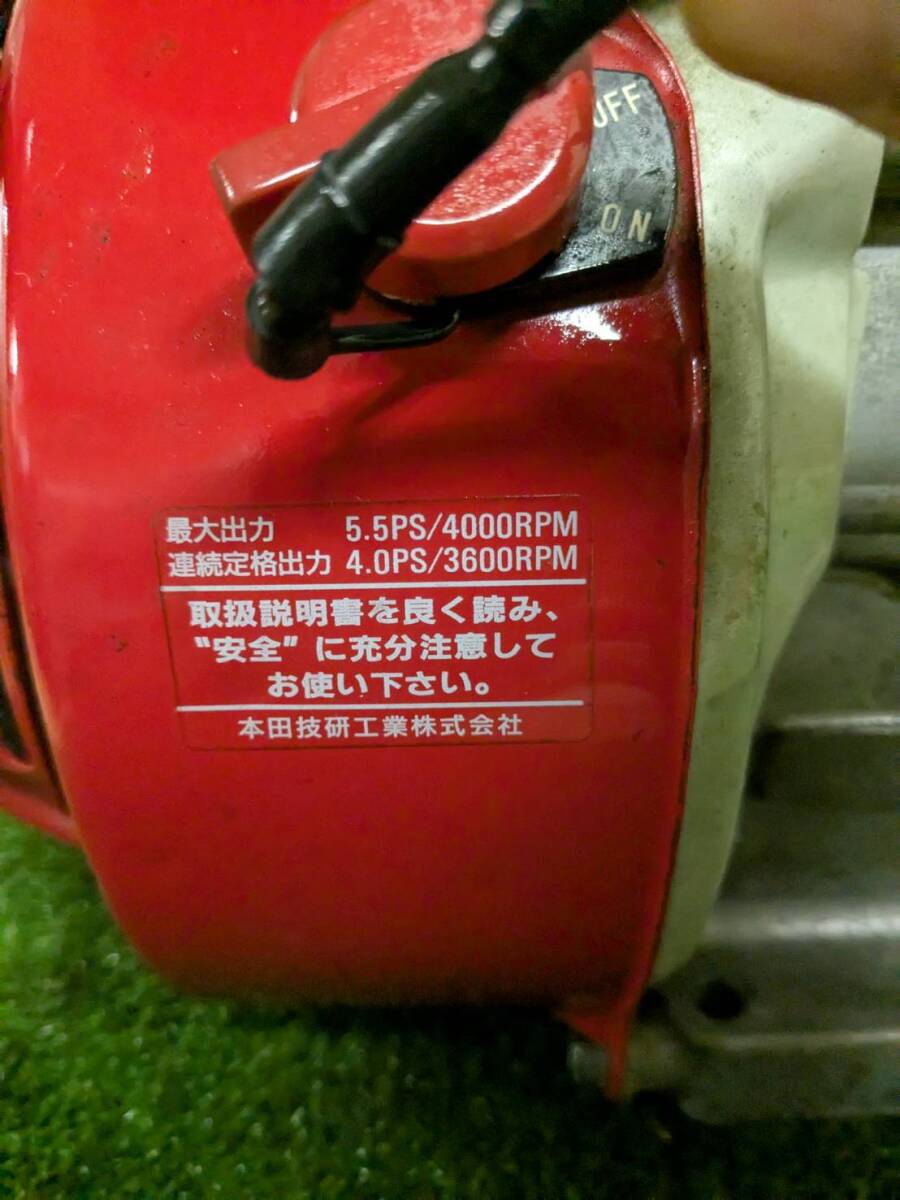 OFF
ON
最大出力 5.5PS/4000RPM
連続定格出力 4.0PS/3600RPM
取扱説明書を良く読み、
“安全”に充分注意して
お使い下さい。
本田技研工業株式会社